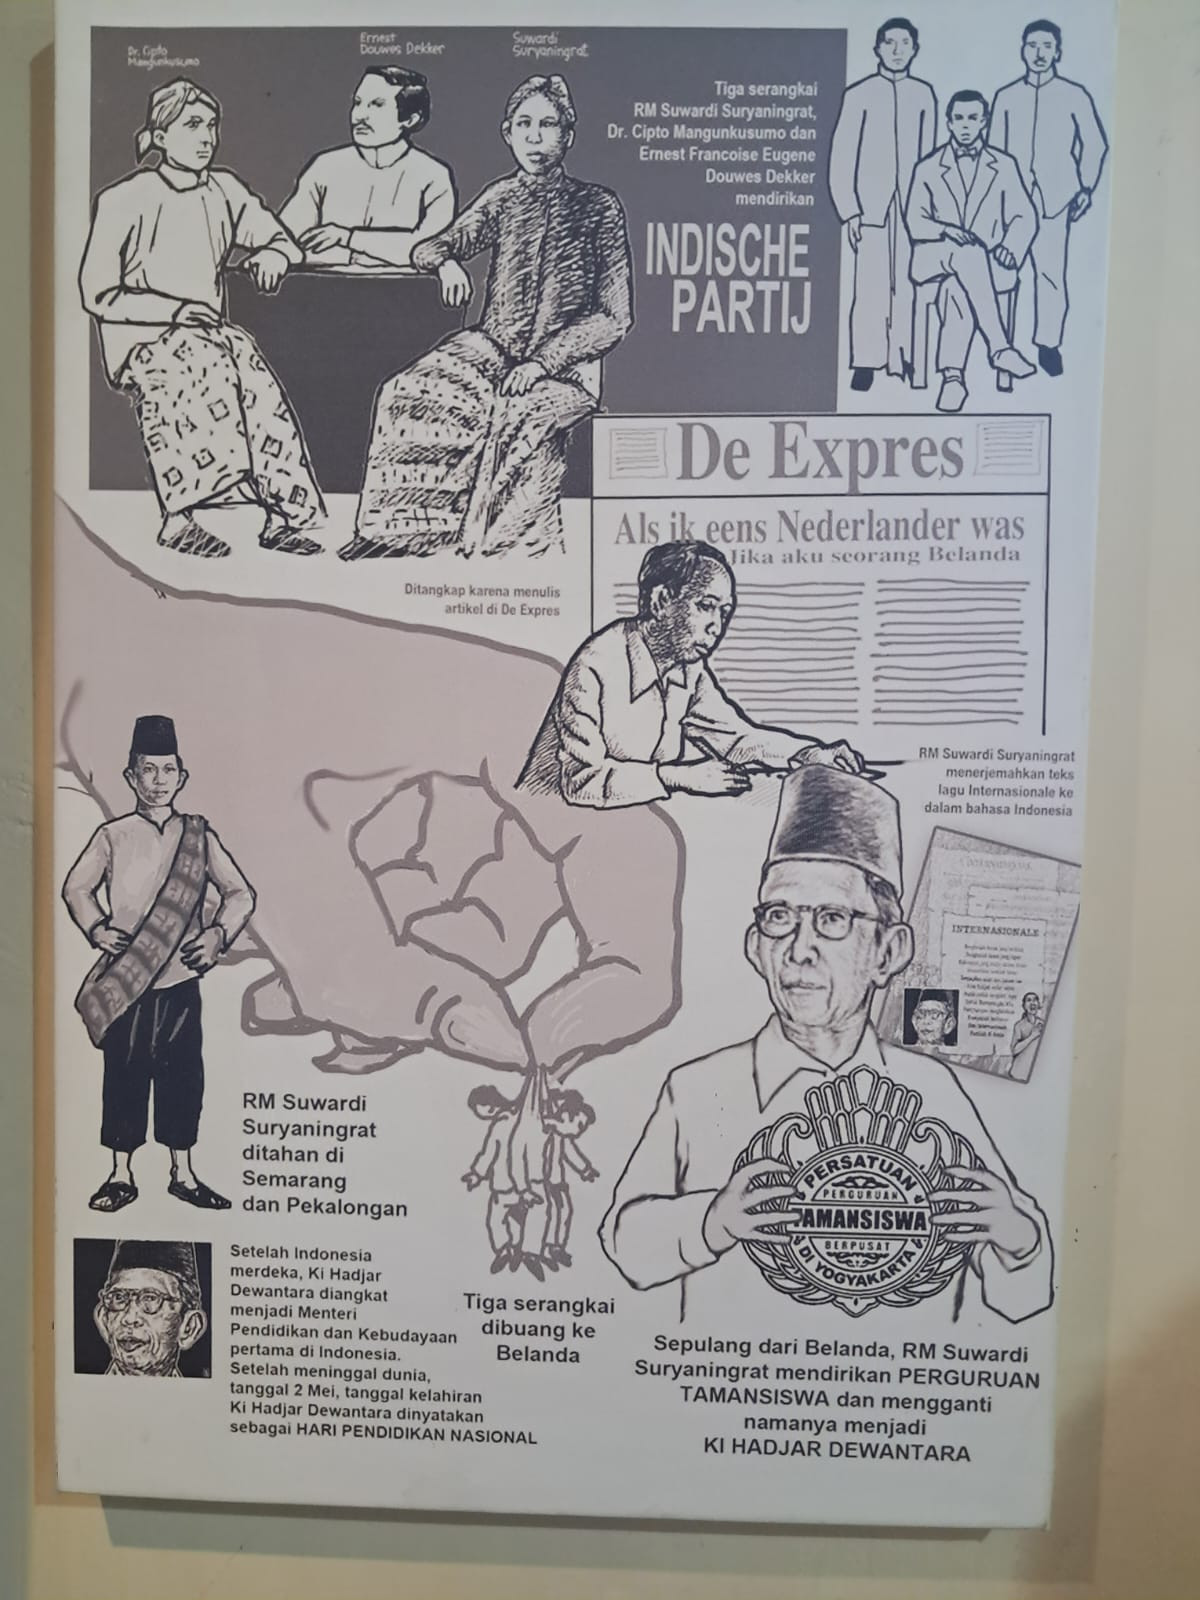 Dr. Cipto
Mangunkusumo
Ernest
Douwes Dekker
Suwardi
Suryaningrat
Tiga serangkai
RM Suwardi Suryaningrat,
Dr. Cipto Mangunkusumo dan
Ernest Francoise Eugene
Douwes Dekker
mendirikan
INDISCHE
PARTIJ
De Expres
Als ik eens Nederlander was
Jika aku seorang Belanda
Ditangkap karena menulis
artikel di De Expres
RM Suwardi Suryaningrat
menerjemahkan teks
lagu Internasionale ke
dalam bahasa Indonesia
INTERNASIONALE
RM Suwardi
Suryaningrat
ditahan di
Semarang
dan Pekalongan
PERSATUAN
PERGURUAN
TAMANSISWA
BERPUSAT
DI YOGYAKARTA
Setelah Indonesia
merdeka, Ki Hadjar
Dewantara diangkat
menjadi Menteri
Pendidikan dan Kebudayaan
pertama di Indonesia.
Setelah meninggal dunia,
tanggal 2 Mei, tanggal kelahiran
Ki Hadjar Dewantara dinyatakan
sebagai HARI PENDIDIKAN NASIONAL
Tiga serangkai
dibuang ke
Belanda
Sepulang dari Belanda, RM Suwardi
Suryaningrat mendirikan PERGURUAN
TAMANSISWA dan mengganti
namanya menjadi
KI HADJAR DEWANTARA